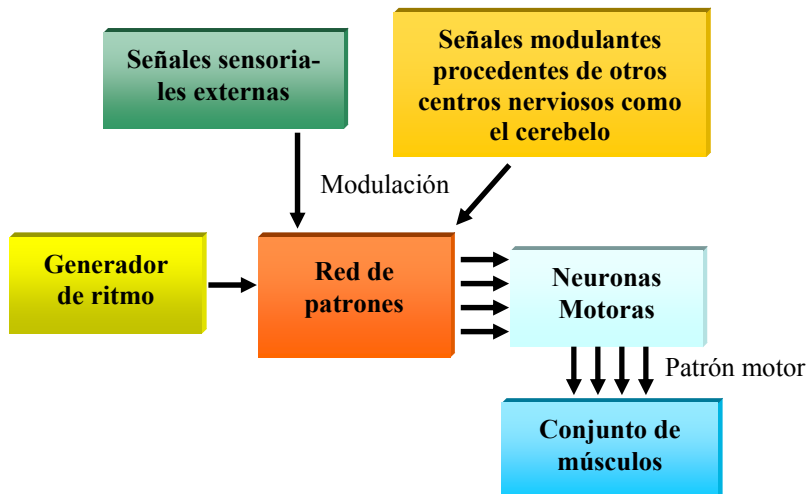 Señales sensoria-
les externas
Señales modulantes
procedentes de otros
centros nerviosos como
el cerebelo
Modulación
Generador
de ritmo
Red de
patrones
Neuronas
Motoras
Patrón motor
Conjunto de
músculos